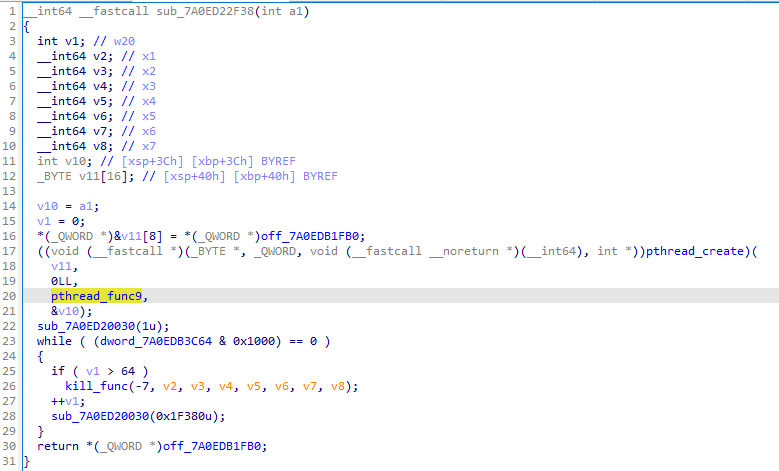 1 __int64 __fastcall sub_7A0ED22F38(int a1)
2 {
3 int v1; // w20
4 __int64 v2; // x1
5 __int64 v3; // x2
6 __int64 v4; // x3
7 __int64 v5; // x4
8 __int64 v6; // x5
9 __int64 v7; // x6
10 __int64 v8; // x7
11 int v10; // [xsp+3Ch] [xbp+3Ch] BYREF
12 _BYTE v11[16]; // [xsp+40h] [xbp+40h] BYREF
13
14 v10 = a1;
15 v1 = 0;
16 *(_QWORD *)&v11[8] = *(_QWORD *)off_7A0EDB1FB0;
17 ((void (__fastcall *)(_BYTE *, _QWORD, void (__fastcall __noreturn *)(__int64), int *))pthread_create)(
18 v11,
19 0LL,
20 pthread_func9,
21 &v10);
22 sub_7A0ED20030(1u);
23 while ( (dword_7A0EDB3C64 & 0x1000) == 0 )
24 {
25 if ( v1 > 64 )
26 kill_func(-7, v2, v3, v4, v5, v6, v7, v8);
27 ++v1;
28 sub_7A0ED20030(0x1F380u);
29 }
30 return *(_QWORD *)off_7A0EDB1FB0;
31 }